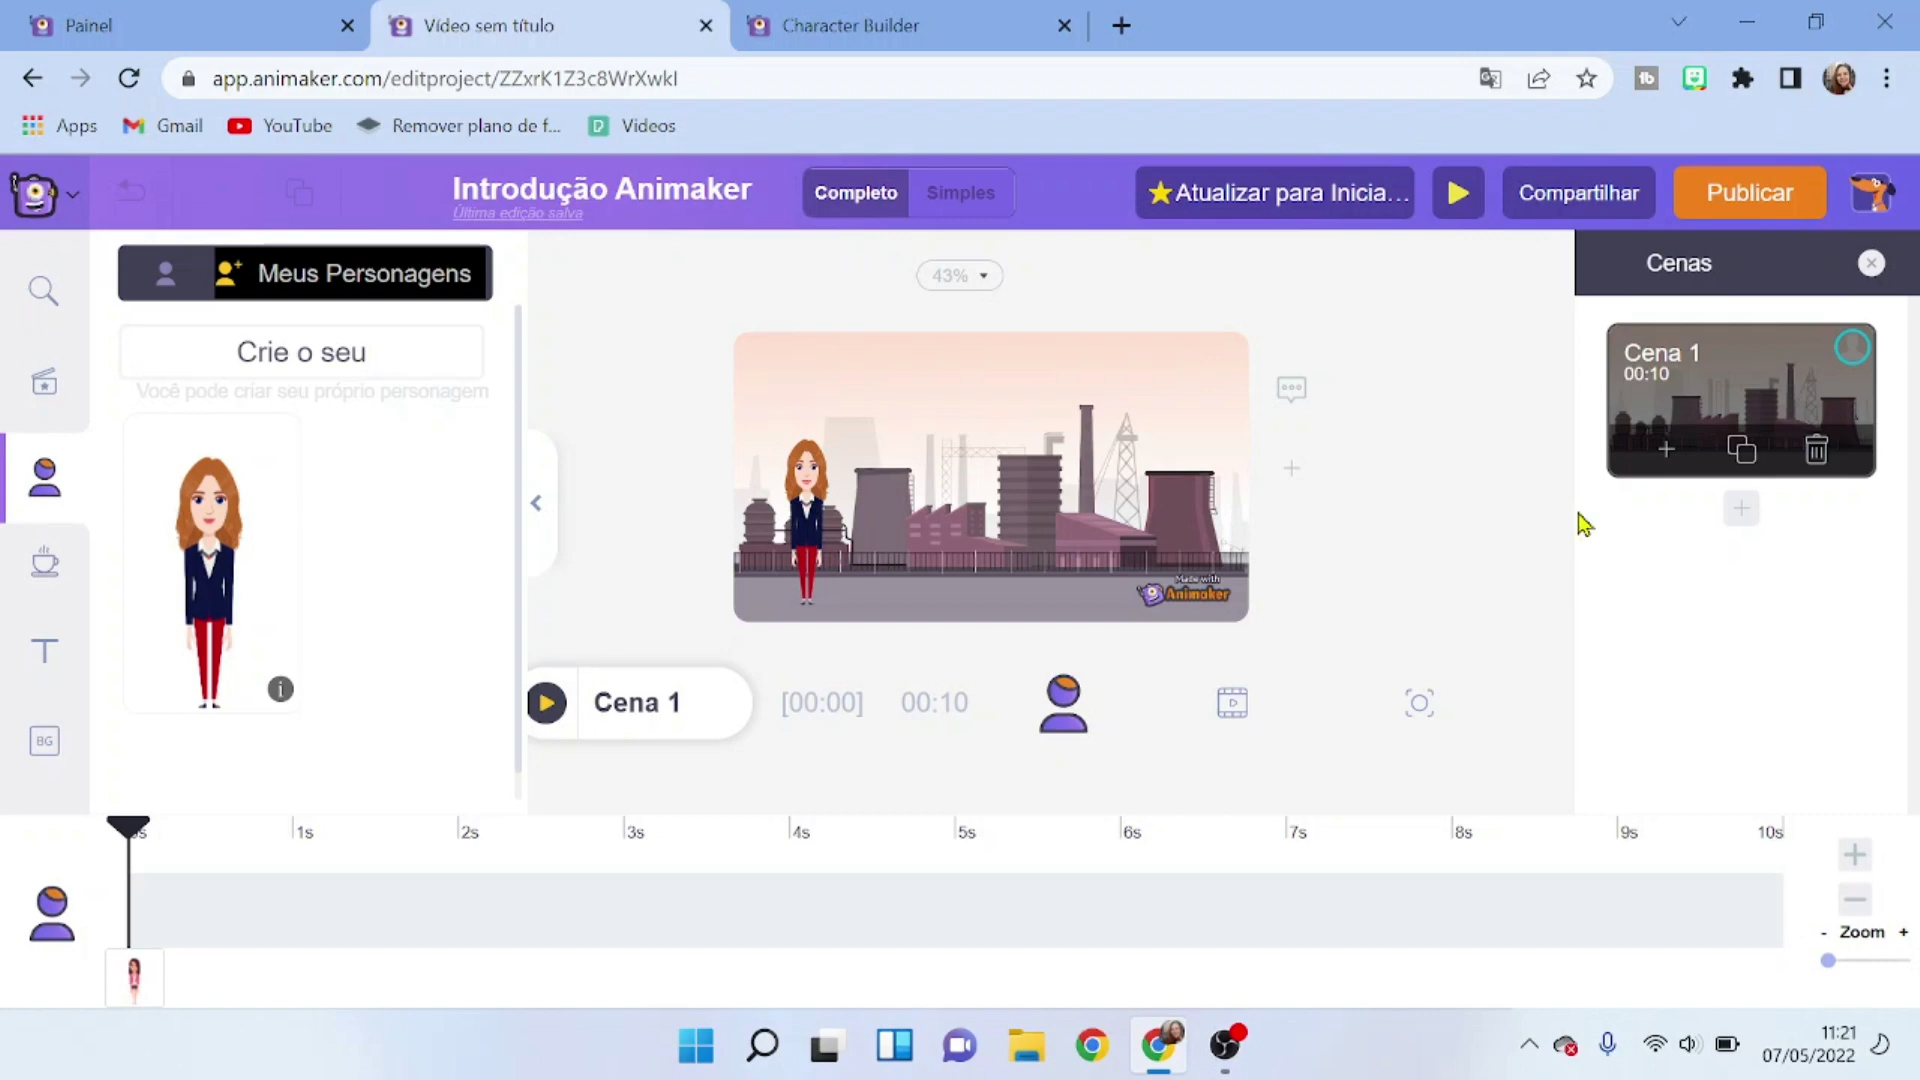 Painel
Vídeo sem título
Character Builder
app.animaker.com/editproject/ZZxrK1Z3c8WrXwkI
Apps
Gmail
YouTube
Remover plano de f...
Videos
Introdução Animaker
Última edição salva
Completo
Simples
Atualizar para Inicia...
Compartilhar
Publicar
Meus Personagens
Crie o seu
Você pode criar seu próprio personagem
43%
Made with
Animaker
Cenas
Cena 1
00:10
BG
Cena 1
[00:00]
00:10
1s
2s
3s
4s
5s
6s
7s
8s
9s
10s
- Zoom +
11:21
07/05/2022